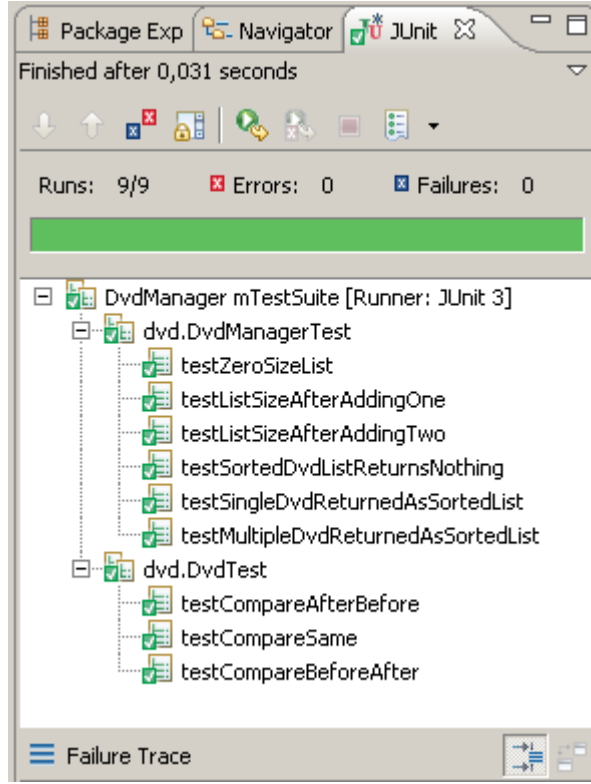 Package Exp Navigator JUnit
Finished after 0,031 seconds
Runs: 9/9 Errors: 0 Failures: 0
DvdManager mTestSuite [Runner: JUnit 3]
dvd.DvdManagerTest
testZeroSizeList
testListSizeAfterAddingOne
testListSizeAfterAddingTwo
testSortedDvdListReturnsNothing
testSingleDvdReturnedAsSortedList
testMultipleDvdReturnedAsSortedList
dvd.DvdTest
testCompareAfterBefore
testCompareSame
testCompareBeforeAfter
Failure Trace